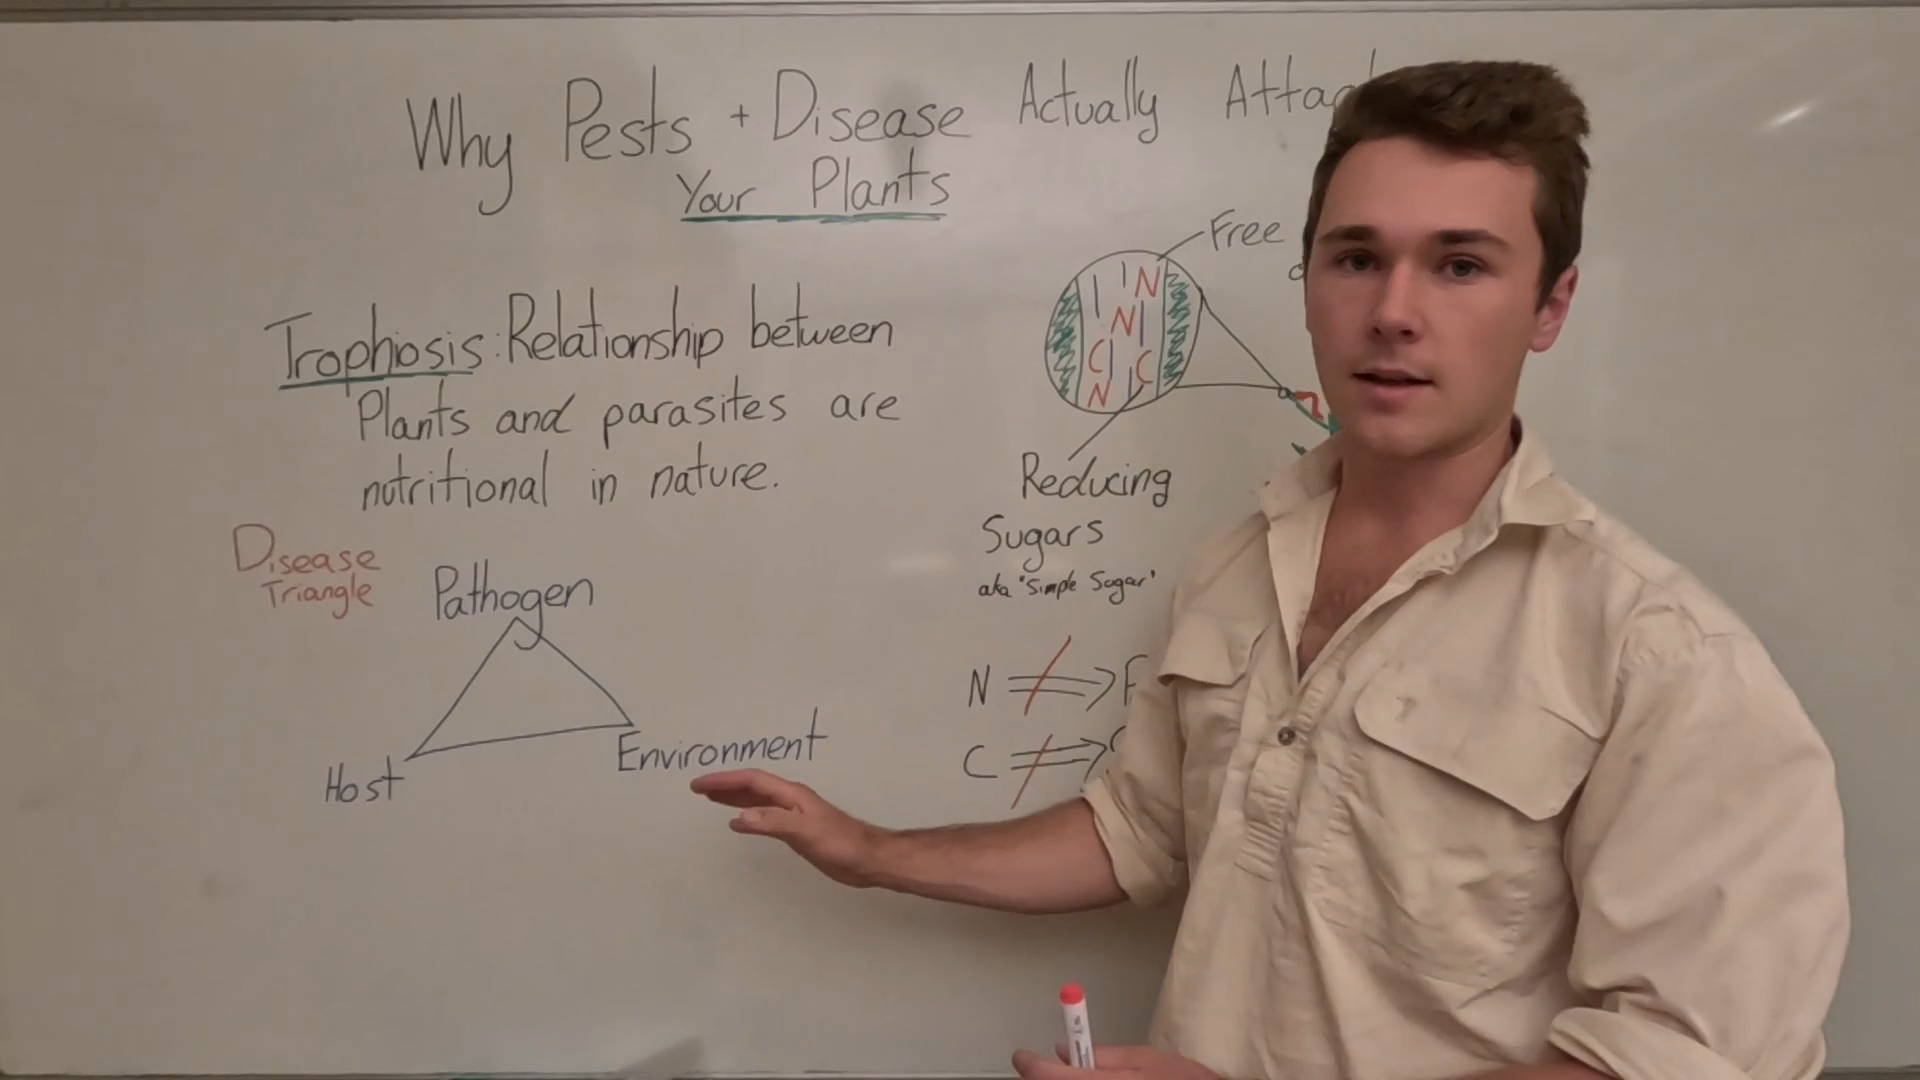 Why Pests + Disease Actually
Your Plants
Trophiosis: Relationship between
Plants and parasites are
nutritional in nature.
Disease
Triangle
Pathogen
Host
Environment
Free
N
N
C
C
N
Reducing
Sugars
aka "Simple Sugar"
N
C